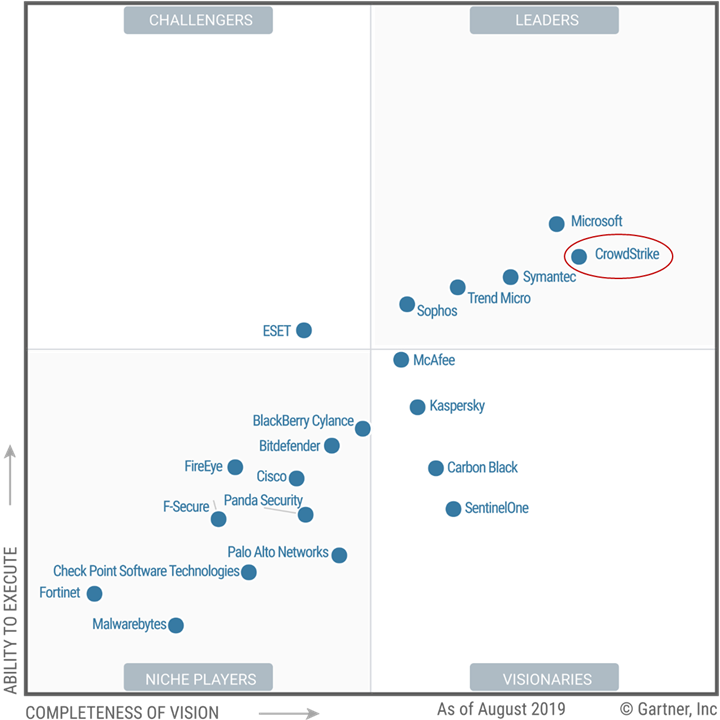 CHALLENGERS
LEADERS
Microsoft
CrowdStrike
Symantec
Trend Micro
Sophos
ESET
McAfee
Kaspersky
BlackBerry Cylance
Bitdefender
FireEye
Cisco
Carbon Black
Panda Security
F-Secure
SentinelOne
Palo Alto Networks
Check Point Software Technologies
Fortinet
Malwarebytes
NICHE PLAYERS
VISIONARIES
ABILITY TO EXECUTE
COMPLETENESS OF VISION
As of August 2019
© Gartner, Inc